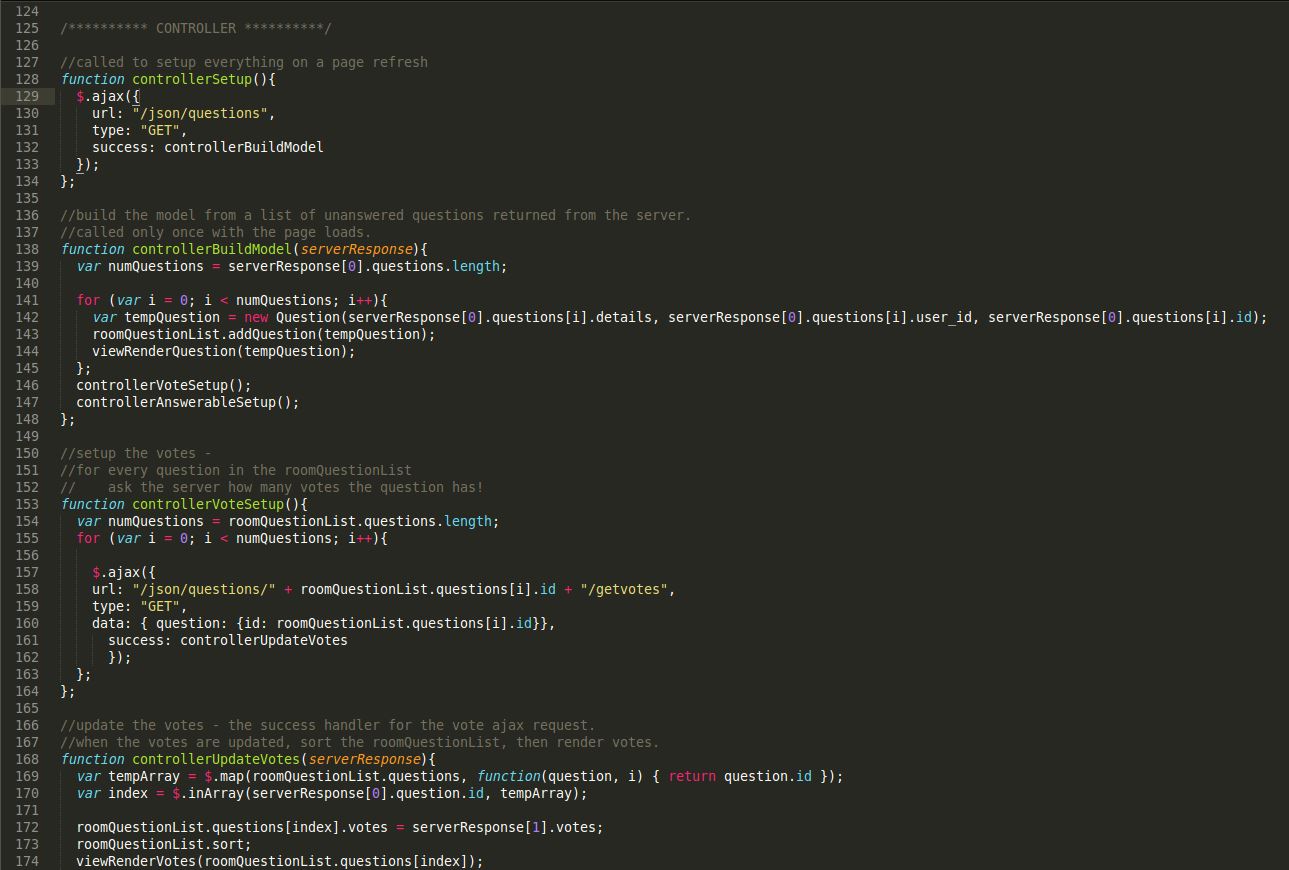 124
125 /********** CONTROLLER **********/
126
127 //called to setup everything on a page refresh
128 function controllerSetup(){
129   $.ajax({
130     url: "/json/questions",
131     type: "GET",
132     success: controllerBuildModel
133   });
134 };
135
136 //build the model from a list of unanswered questions returned from the server.
137 //called only once with the page loads.
138 function controllerBuildModel(serverResponse){
139   var numQuestions = serverResponse[0].questions.length;
140
141   for (var i = 0; i < numQuestions; i++){
142     var tempQuestion = new Question(serverResponse[0].questions[i].details, serverResponse[0].questions[i].user_id, serverResponse[0].questions[i].id);
143     roomQuestionList.addQuestion(tempQuestion);
144     viewRenderQuestion(tempQuestion);
145   };
146   controllerVoteSetup();
147   controllerAnswerableSetup();
148 };
149
150 //setup the votes -
151 //for every question in the roomQuestionList
152 //    ask the server how many votes the question has!
153 function controllerVoteSetup(){
154   var numQuestions = roomQuestionList.questions.length;
155   for (var i = 0; i < numQuestions; i++){
156
157     $.ajax({
158     url: "/json/questions/" + roomQuestionList.questions[i].id + "/getvotes",
159     type: "GET",
160     data: { question: {id: roomQuestionList.questions[i].id}},
161       success: controllerUpdateVotes
162       });
163   };
164 };
165
166 //update the votes - the success handler for the vote ajax request.
167 //when the votes are updated, sort the roomQuestionList, then render votes.
168 function controllerUpdateVotes(serverResponse){
169   var tempArray = $.map(roomQuestionList.questions, function(question, i) { return question.id });
170   var index = $.inArray(serverResponse[0].question.id, tempArray);
171
172   roomQuestionList.questions[index].votes = serverResponse[1].votes;
173   roomQuestionList.sort;
174   viewRenderVotes(roomQuestionList.questions[index]);